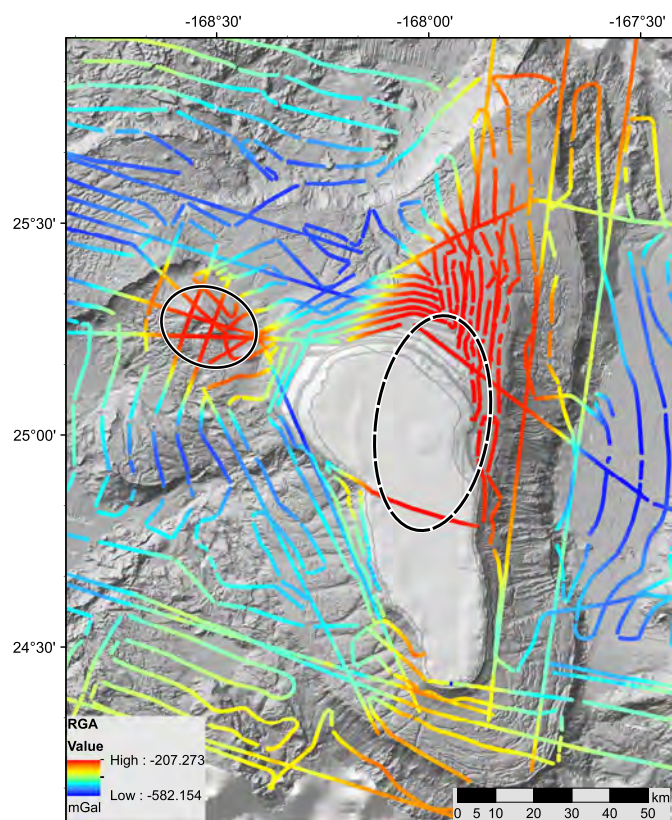 -168°30' -168°00' -167°30'
25°30'
25°00'
24°30'
RGA
Value
High : -207.273
Low : -582.154
mGal
km
0 5 10 20 30 40 50